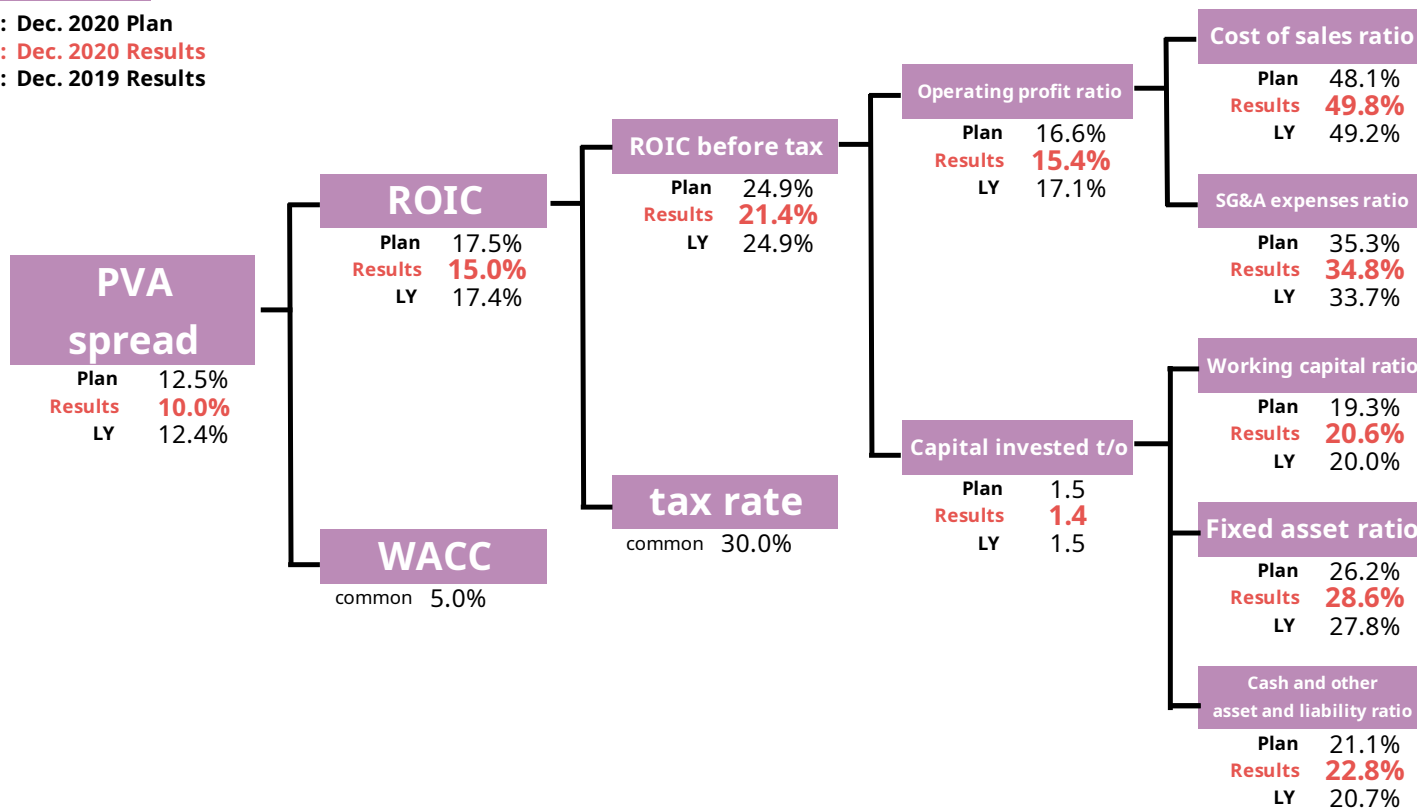 : Dec. 2020 Plan
: Dec. 2020 Results
: Dec. 2019 Results
PVA
spread
Plan 12.5%
Results 10.0%
LY 12.4%
ROIC
Plan 17.5%
Results 15.0%
LY 17.4%
WACC
common 5.0%
ROIC before tax
Plan 24.9%
Results 21.4%
LY 24.9%
tax rate
common 30.0%
Operating profit ratio
Plan 16.6%
Results 15.4%
LY 17.1%
Capital invested t/o
Plan 1.5
Results 1.4
LY 1.5
Cost of sales ratio
Plan 48.1%
Results 49.8%
LY 49.2%
SG&A expenses ratio
Plan 35.3%
Results 34.8%
LY 33.7%
Working capital ratio
Plan 19.3%
Results 20.6%
LY 20.0%
Fixed asset ratio
Plan 26.2%
Results 28.6%
LY 27.8%
Cash and other
asset and liability ratio
Plan 21.1%
Results 22.8%
LY 20.7%